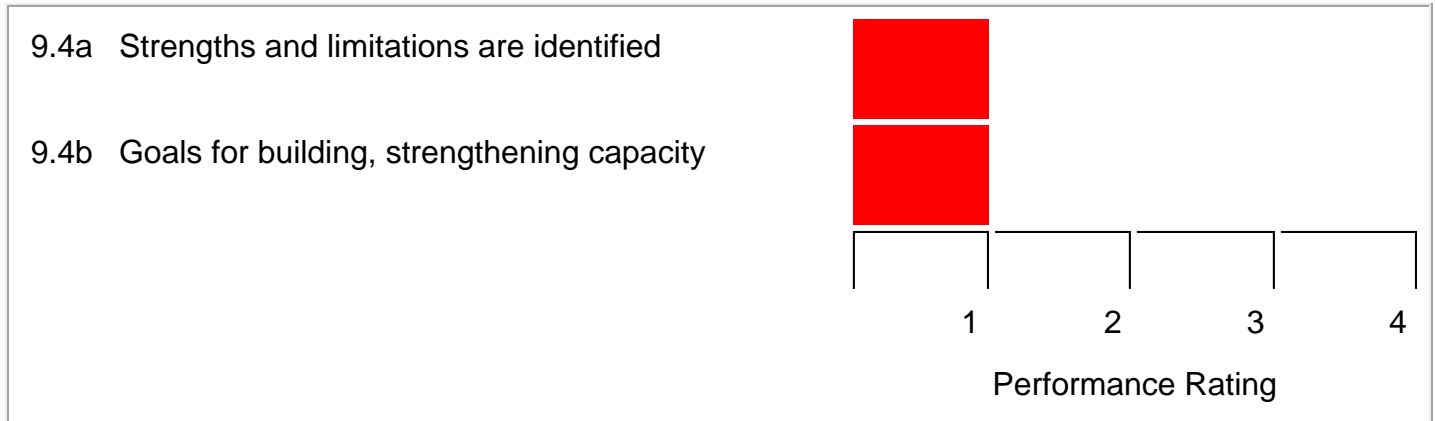 9.4a Strengths and limitations are identified
9.4b Goals for building, strengthening capacity
1 2 3 4
Performance Rating